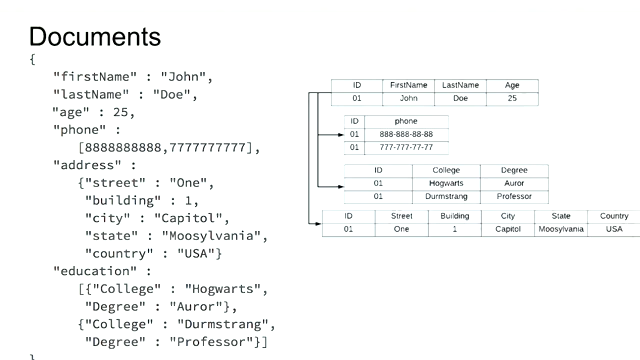 Documents
{
"firstName" : "John",
"lastName" : "Doe",
"age" : 25,
"phone" :
[8888888888,7777777777],
"address" :
{"street" : "One",
"building" : 1,
"city" : "Capitol",
"state" : "Moosylvania",
"country" : "USA"}
"education" :
[{"College" : "Hogwarts",
"Degree" : "Auror"},
{"College" : "Durmstrang",
"Degree" : "Professor"}]
}
ID FirstName LastName Age
01 John Doe 25
ID phone
01 888-888-88-88
01 777-777-77-77
ID College Degree
01 Hogwarts Auror
01 Durmstrang Professor
ID Street Building City State Country
01 One 1 Capitol Moosylvania USA